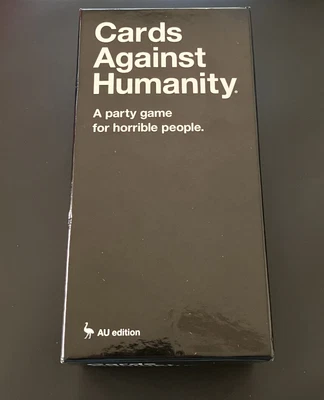 Cards
Against
Humanity.
A party game
for horrible people.
AU edition